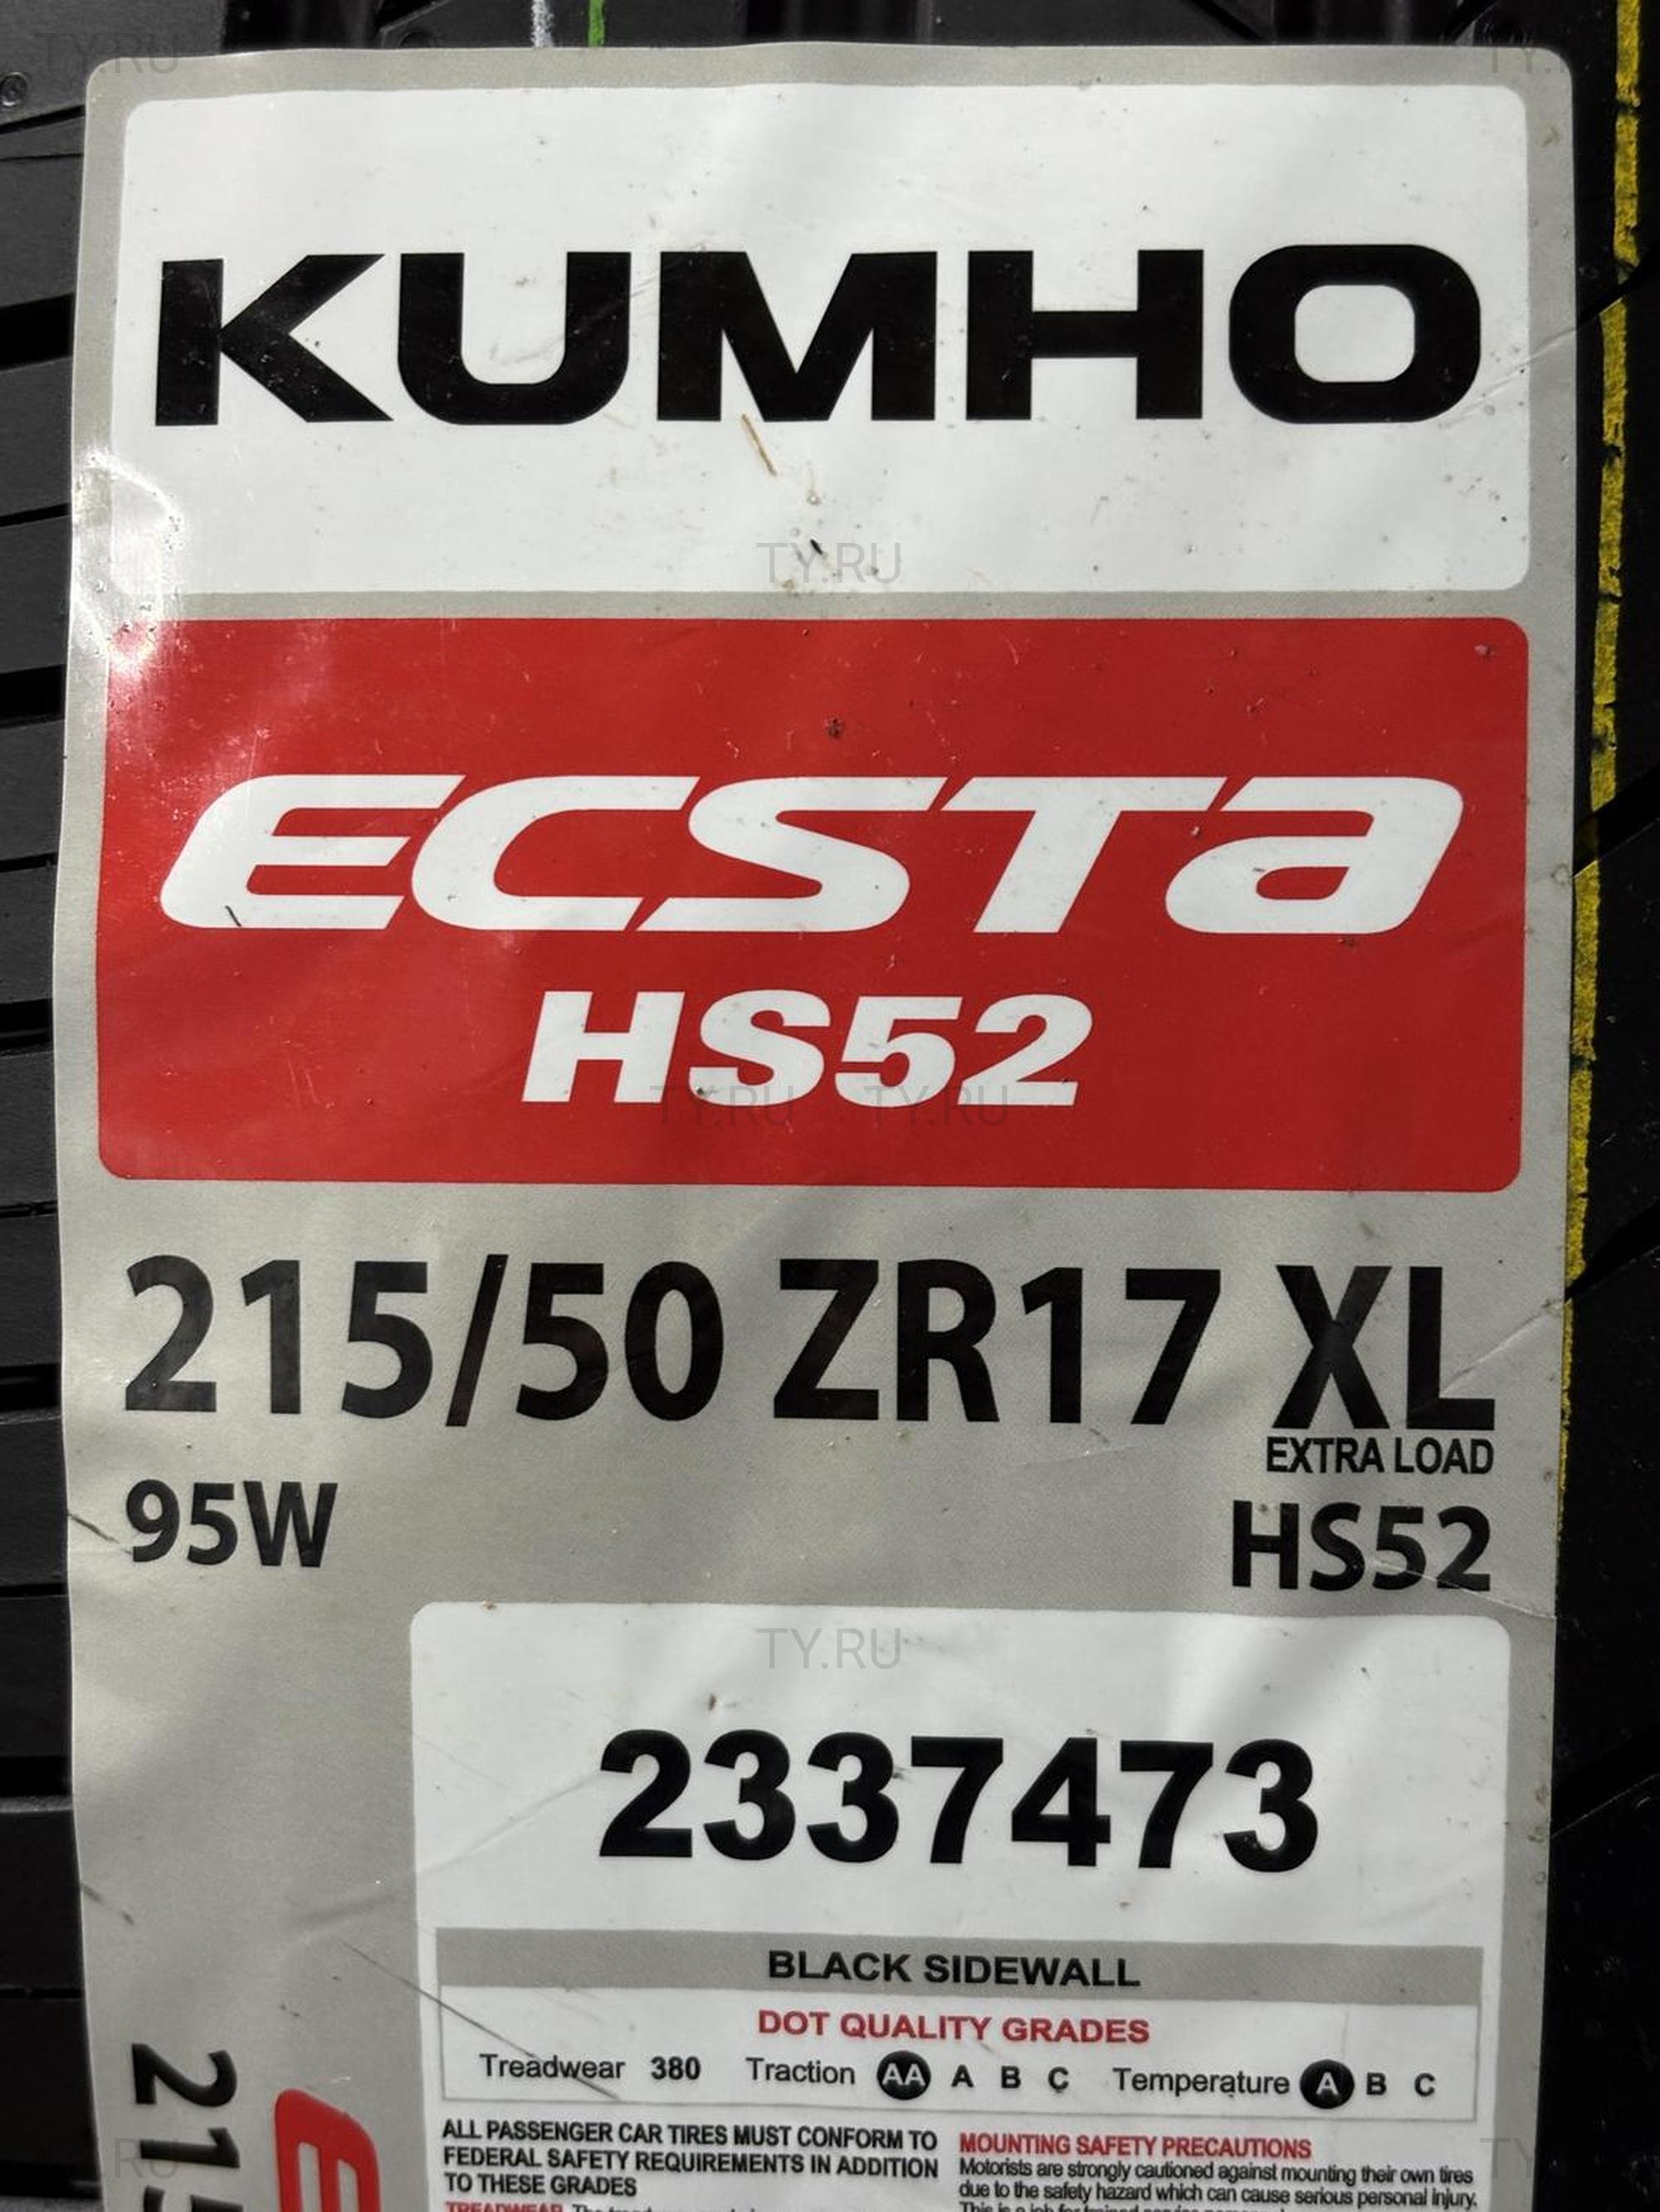 TY.RU
KUMHO
TY.RU
ECSTA
HS52
TY.RU TY.RU
215/50 ZR17 XL
EXTRA LOAD
95W HS52
TY.RU
2337473
BLACK SIDEWALL
DOT QUALITY GRADES
Treadwear 380 Traction AA A B C Temperature A B C
ALL PASSENGER CAR TIRES MUST CONFORM TO
FEDERAL SAFETY REQUIREMENTS IN ADDITION
TO THESE GRADES
MOUNTING SAFETY PRECAUTIONS
Motorists are strongly cautioned against mounting their own tires
due to the safety hazard which can cause serious personal injury.
215
E